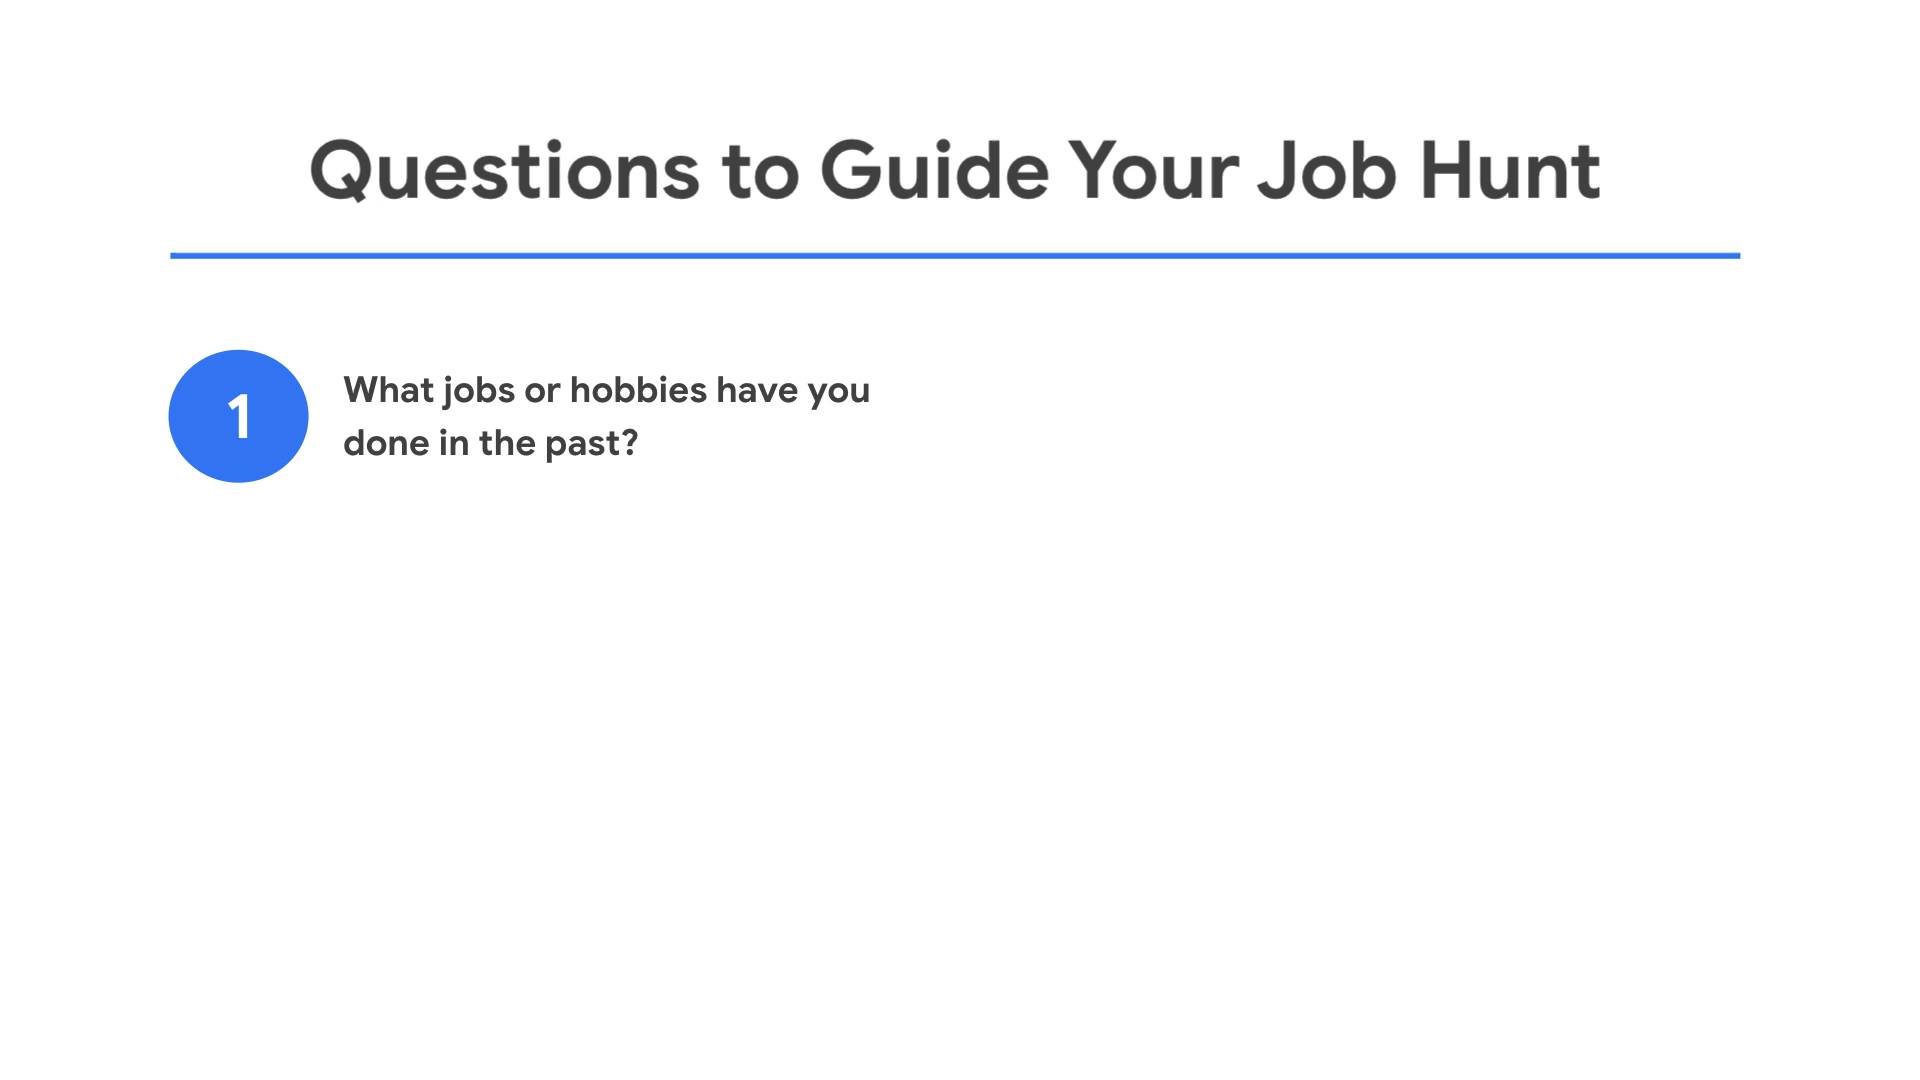 Questions to Guide Your Job Hunt
1
What jobs or hobbies have you
done in the past?